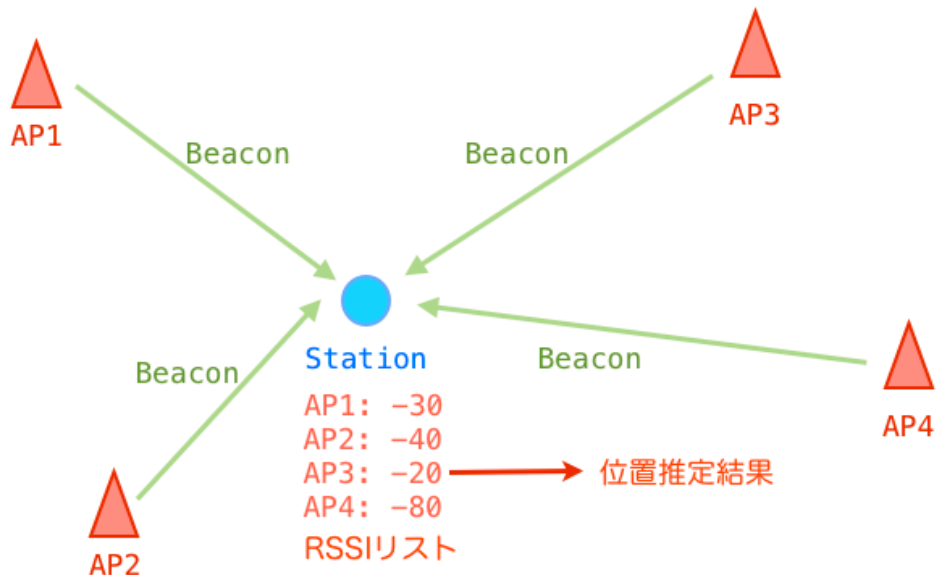 AP1
AP3
Beacon
Beacon
Station
Beacon
Beacon
AP1: -30
AP2: -40
AP3: -20
位置推定結果
AP4: -80
RSSIリスト
AP4
AP2